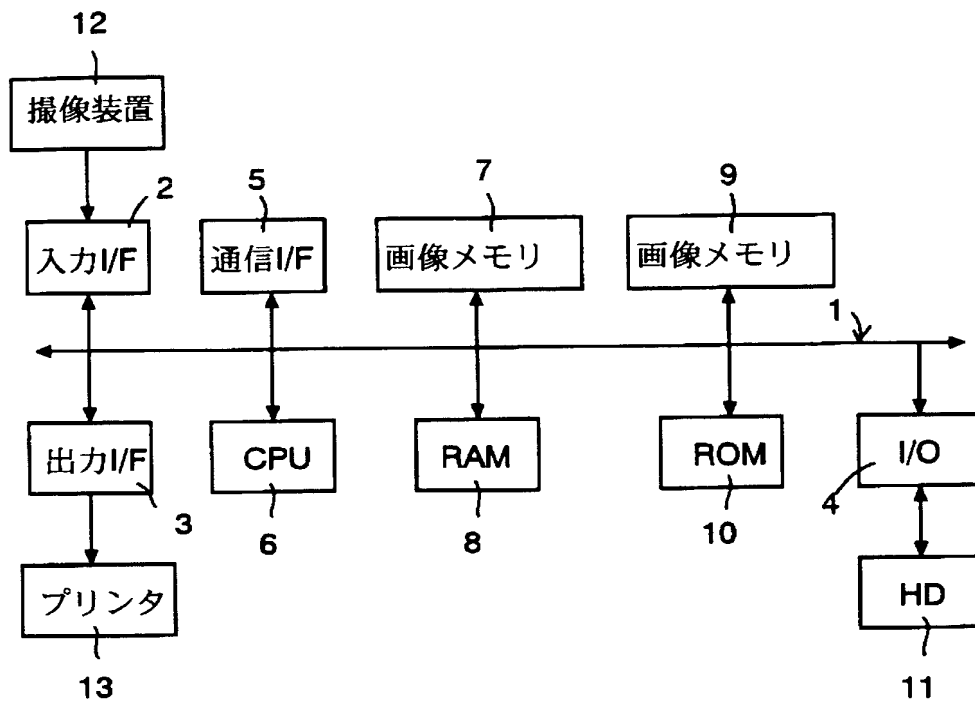 12
撮像装置
2
5
7
9
入力I/F
通信I/F
画像メモリ
画像メモリ
1
出力I/F
CPU
RAM
ROM
I/O
3
6
8
10
4
プリンタ
HD
13
11